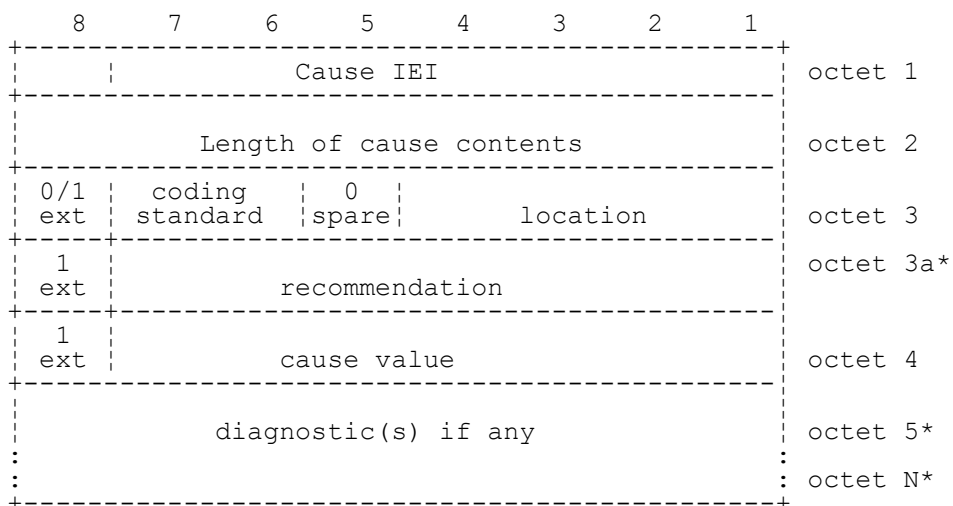 8 7 6 5 4 3 2 1
Cause IEI octet 1
Length of cause contents octet 2
0/1 coding 0
ext standard spare location octet 3
1 octet 3a*
ext recommendation
1
ext cause value octet 4
diagnostic(s) if any octet 5*
: :
: : octet N*